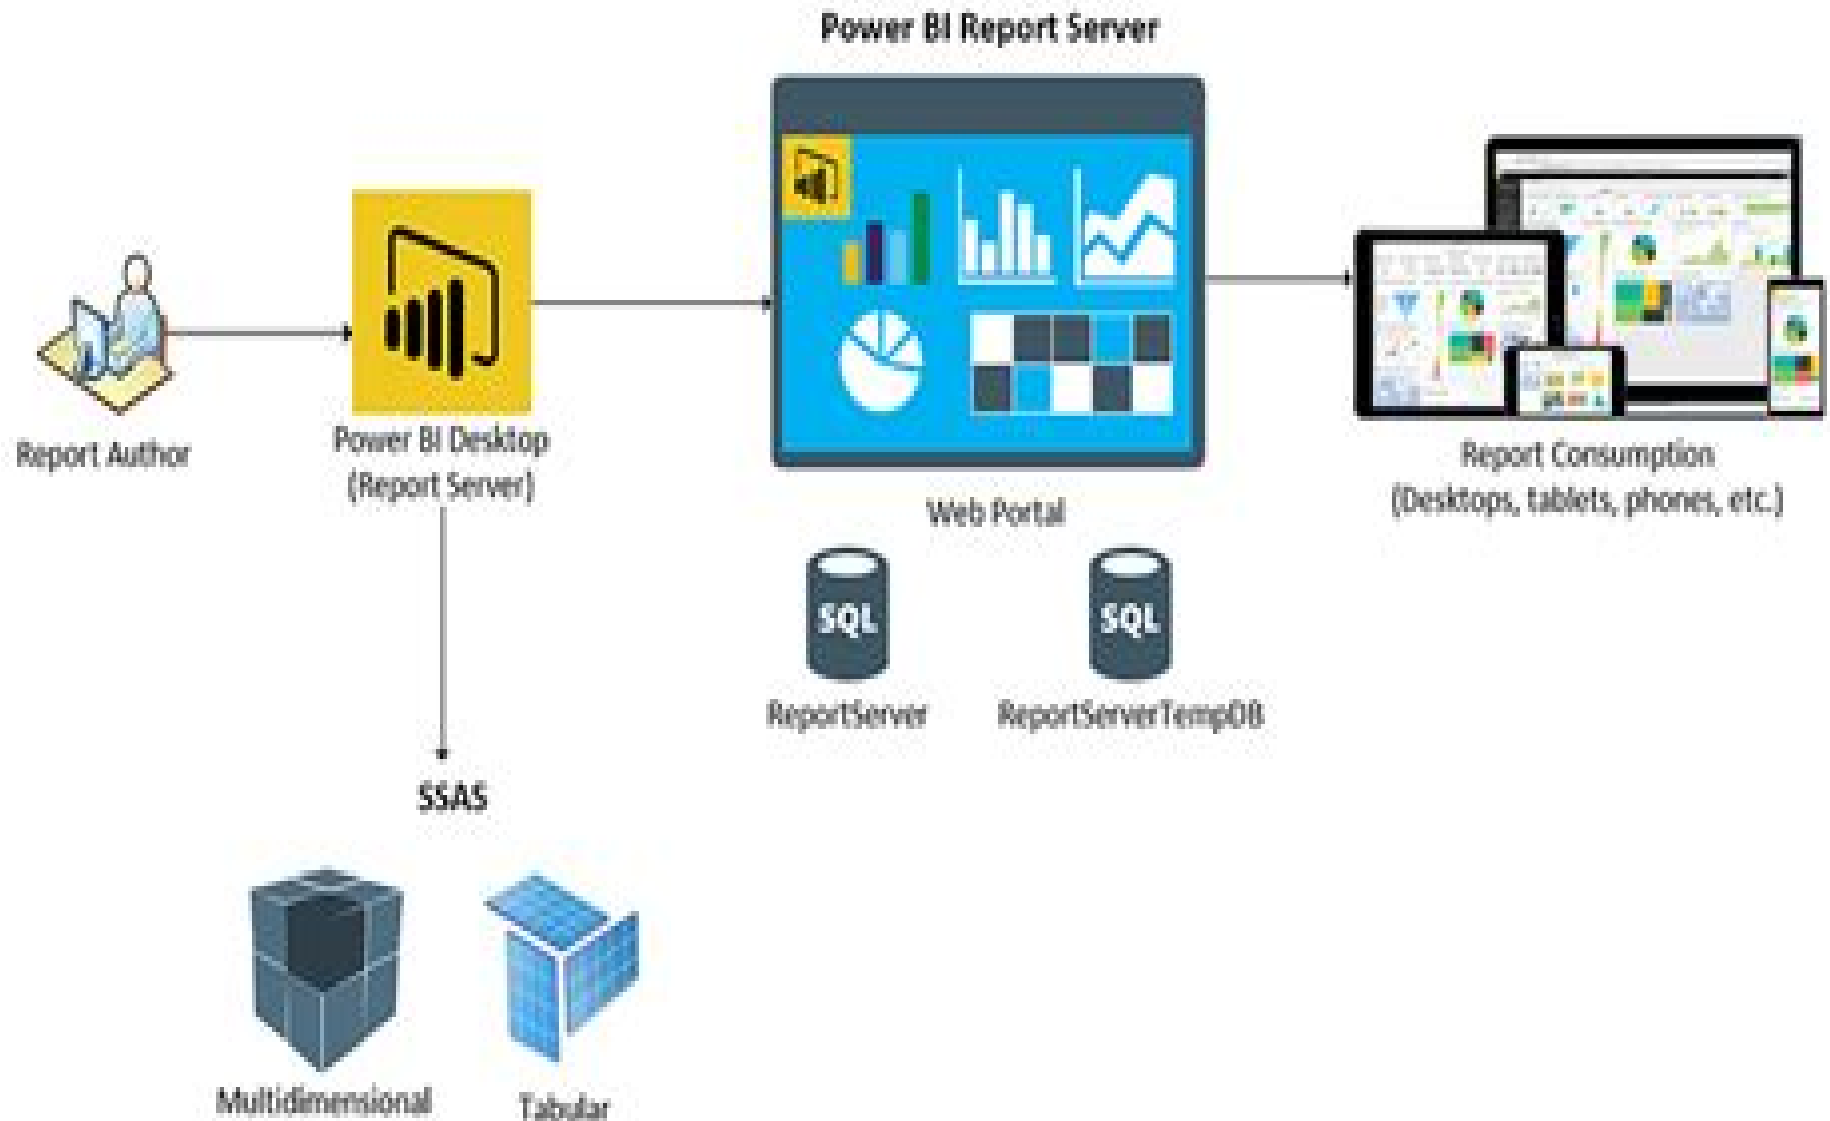 Power BI Report Server
Report Author
Power BI Desktop
(Report Server)
Web Portal
Report Consumption
(Desktops, tablets, phones, etc.)
SQL
SQL
ReportServer
ReportServerTempDB
SSAS
Multidimensional
Tabular